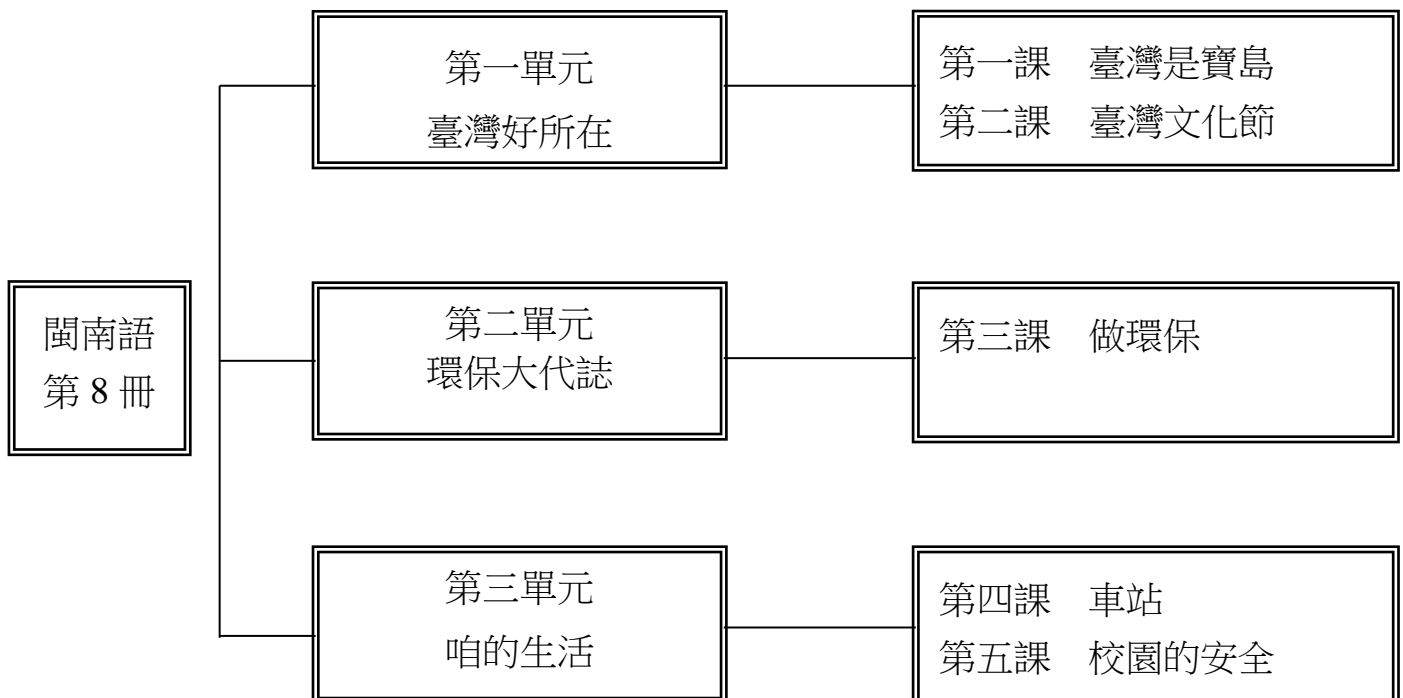 閩南語
第 8 冊
第一單元
臺灣好所在
第一課　臺灣是寶島
第二課　臺灣文化節
第二單元
環保大代誌
第三課　做環保
第三單元
咱的生活
第四課　車站
第五課　校園的安全